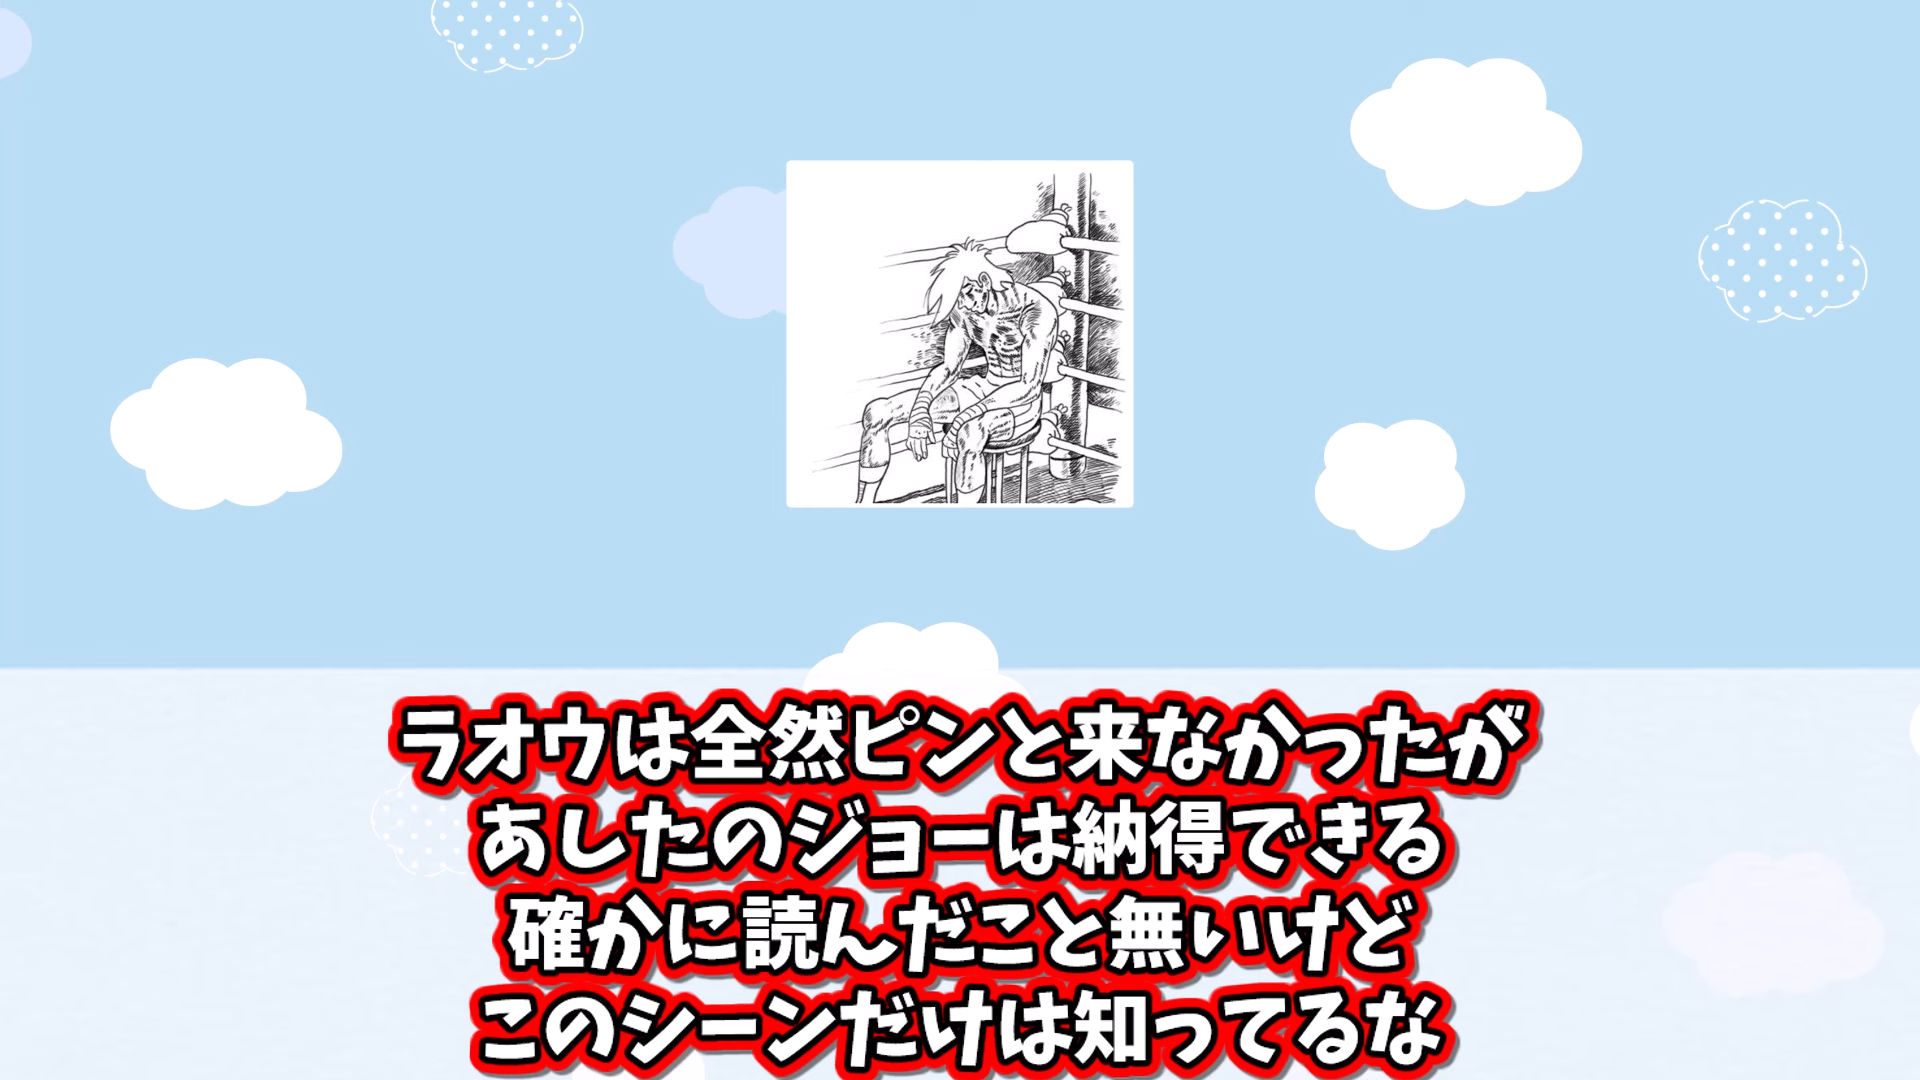 ラオウは全然ピンと来なかったが
あしたのジョーは納得できる
確かに読んだこと無いけど
このシーンだけは知ってるな